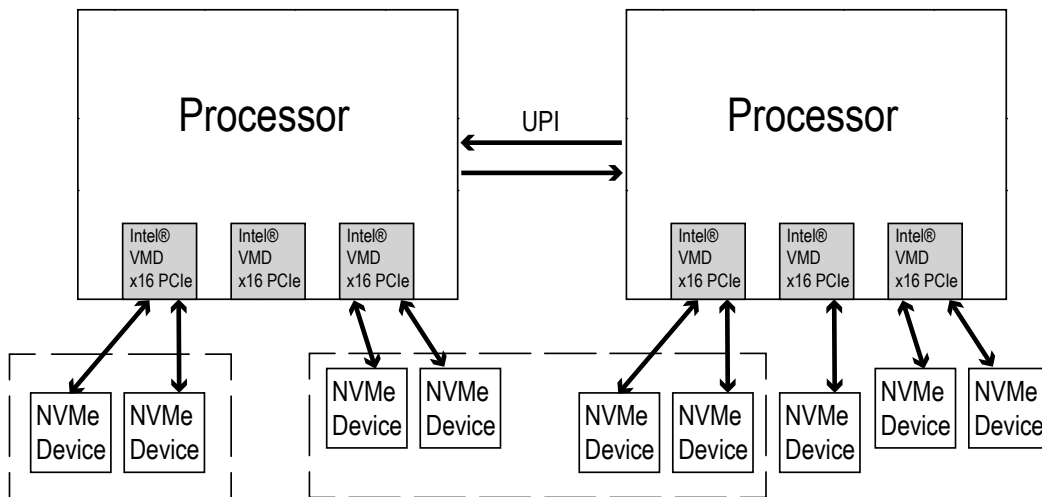 Processor
UPI
Processor
Intel®
VMD
x16 PCIe
Intel®
VMD
x16 PCIe
Intel®
VMD
x16 PCIe
Intel®
VMD
x16 PCIe
Intel®
VMD
x16 PCIe
Intel®
VMD
x16 PCIe
NVMe
Device
NVMe
Device
NVMe
Device
NVMe
Device
NVMe
Device
NVMe
Device
NVMe
Device
NVMe
Device
NVMe
Device